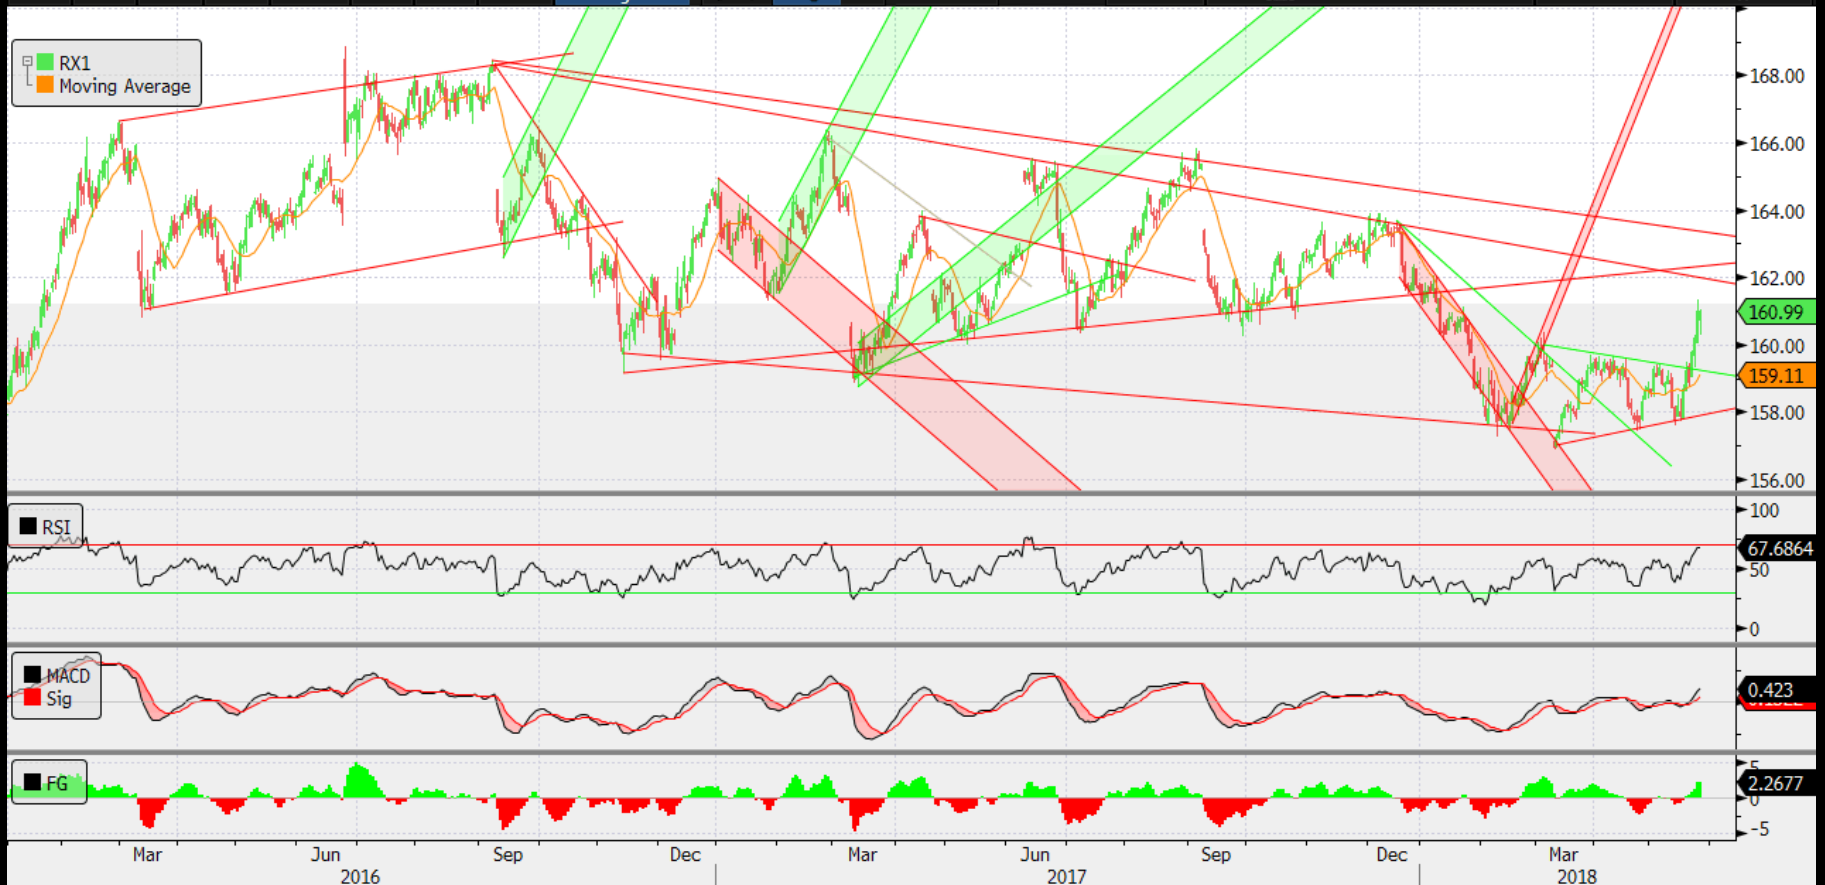 RX1
Moving Average
168.00
166.00
164.00
162.00
160.99
160.00
159.11
158.00
156.00
RSI
100
67.6864
50
0
MACD
Sig
0.423
FG
5
2.2677
0
-5
Mar Jun Sep Dec Mar Jun Sep Dec Mar
2016 2017 2018